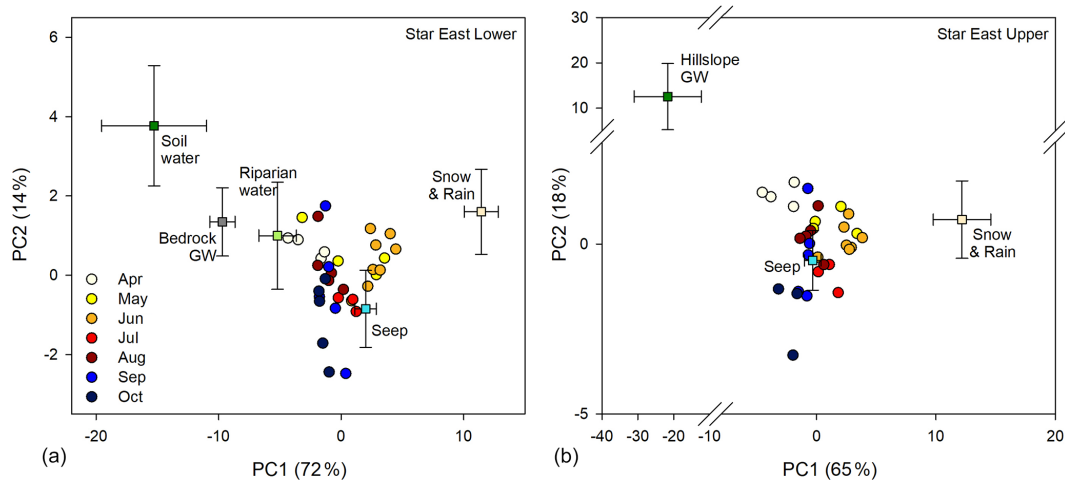 Star East Lower
6
4
2
0
-2
PC2 (14%)
Soil
water
Bedrock
GW
Riparian
water
Snow
& Rain
Seep
Apr
May
Jun
Jul
Aug
Sep
Oct
-20
-10
0
10
(a)
PC1 (72%)
Star East Upper
30
20
10
0
-5
PC2 (18%)
Hillslope
GW
Seep
Snow
& Rain
-40
-30
-20
-10
0
10
20
(b)
PC1 (65%)